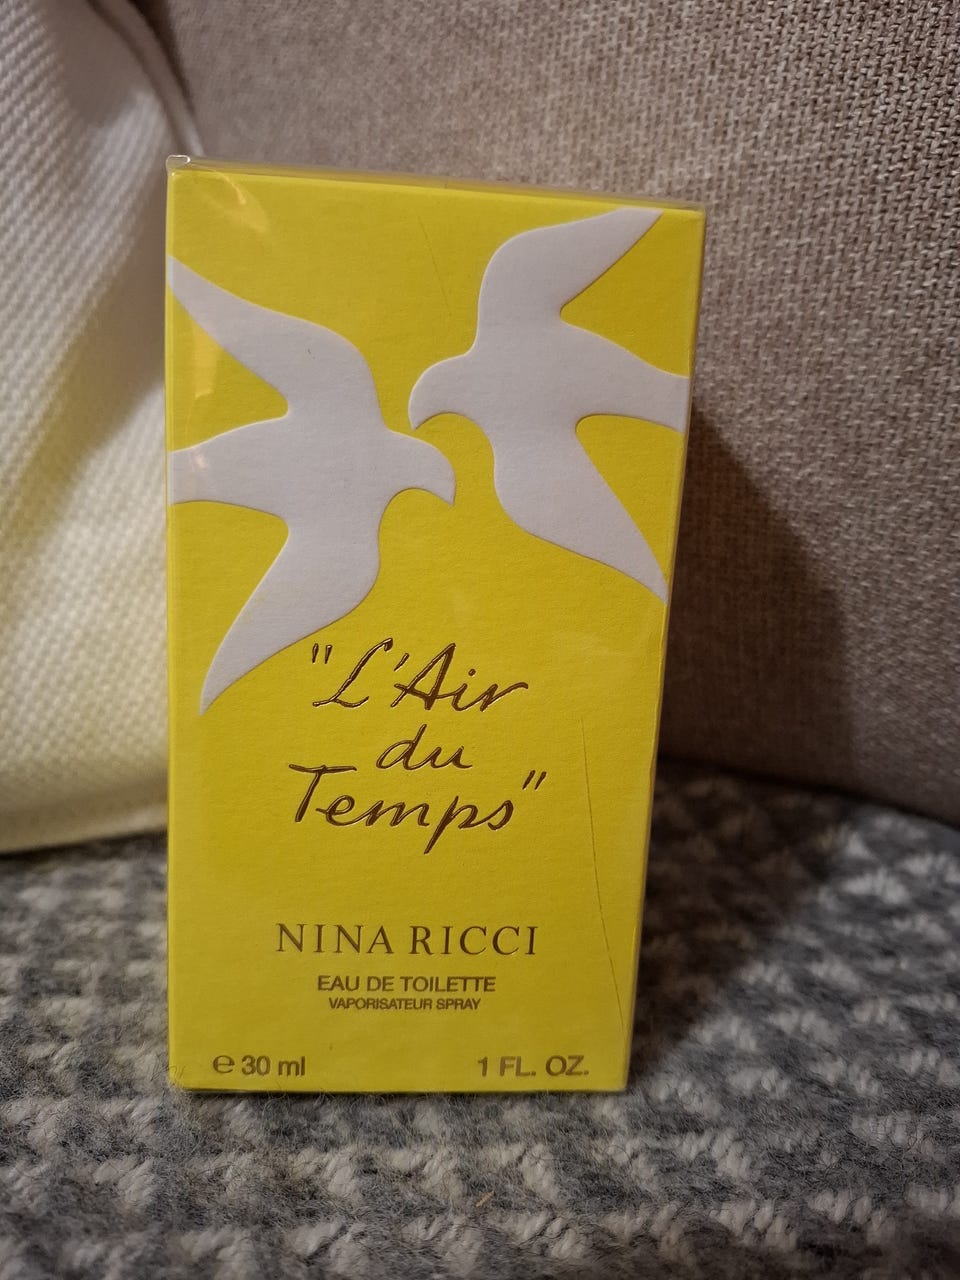 "L'Air
du
Temps"
NINA RICCI
EAU DE TOILETTE
VAPORISATEUR SPRAY
℮ 30 ml 1 FL. OZ.